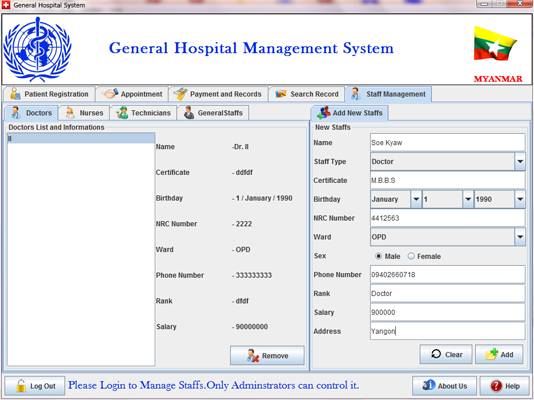 General Hospital System
General Hospital Management System
MYANMAR
Patient Registration Appointment Payment and Records Search Record Staff Management
Doctors Nurses Technicians GeneralStaffs
Doctors List and Informations
II
Name -Dr. II
Certificate - ddfdf
Birthday - 1 / January / 1990
NRC Number - 2222
Ward - OPD
Phone Number - 333333333
Rank - dfdf
Salary - 90000000
Remove
Add New Staffs
New Staffs
Name Soe Kyaw
Staff Type Doctor
Certificate M.B.B.S
Birthday January 1 1990
NRC Number 4412563
Ward OPD
Sex Male Female
Phone Number 09402660718
Rank Doctor
Salary 900000
Address Yangon
Clear Add
Log Out Please Login to Manage Staffs.Only Adminstrators can control it. About Us Help